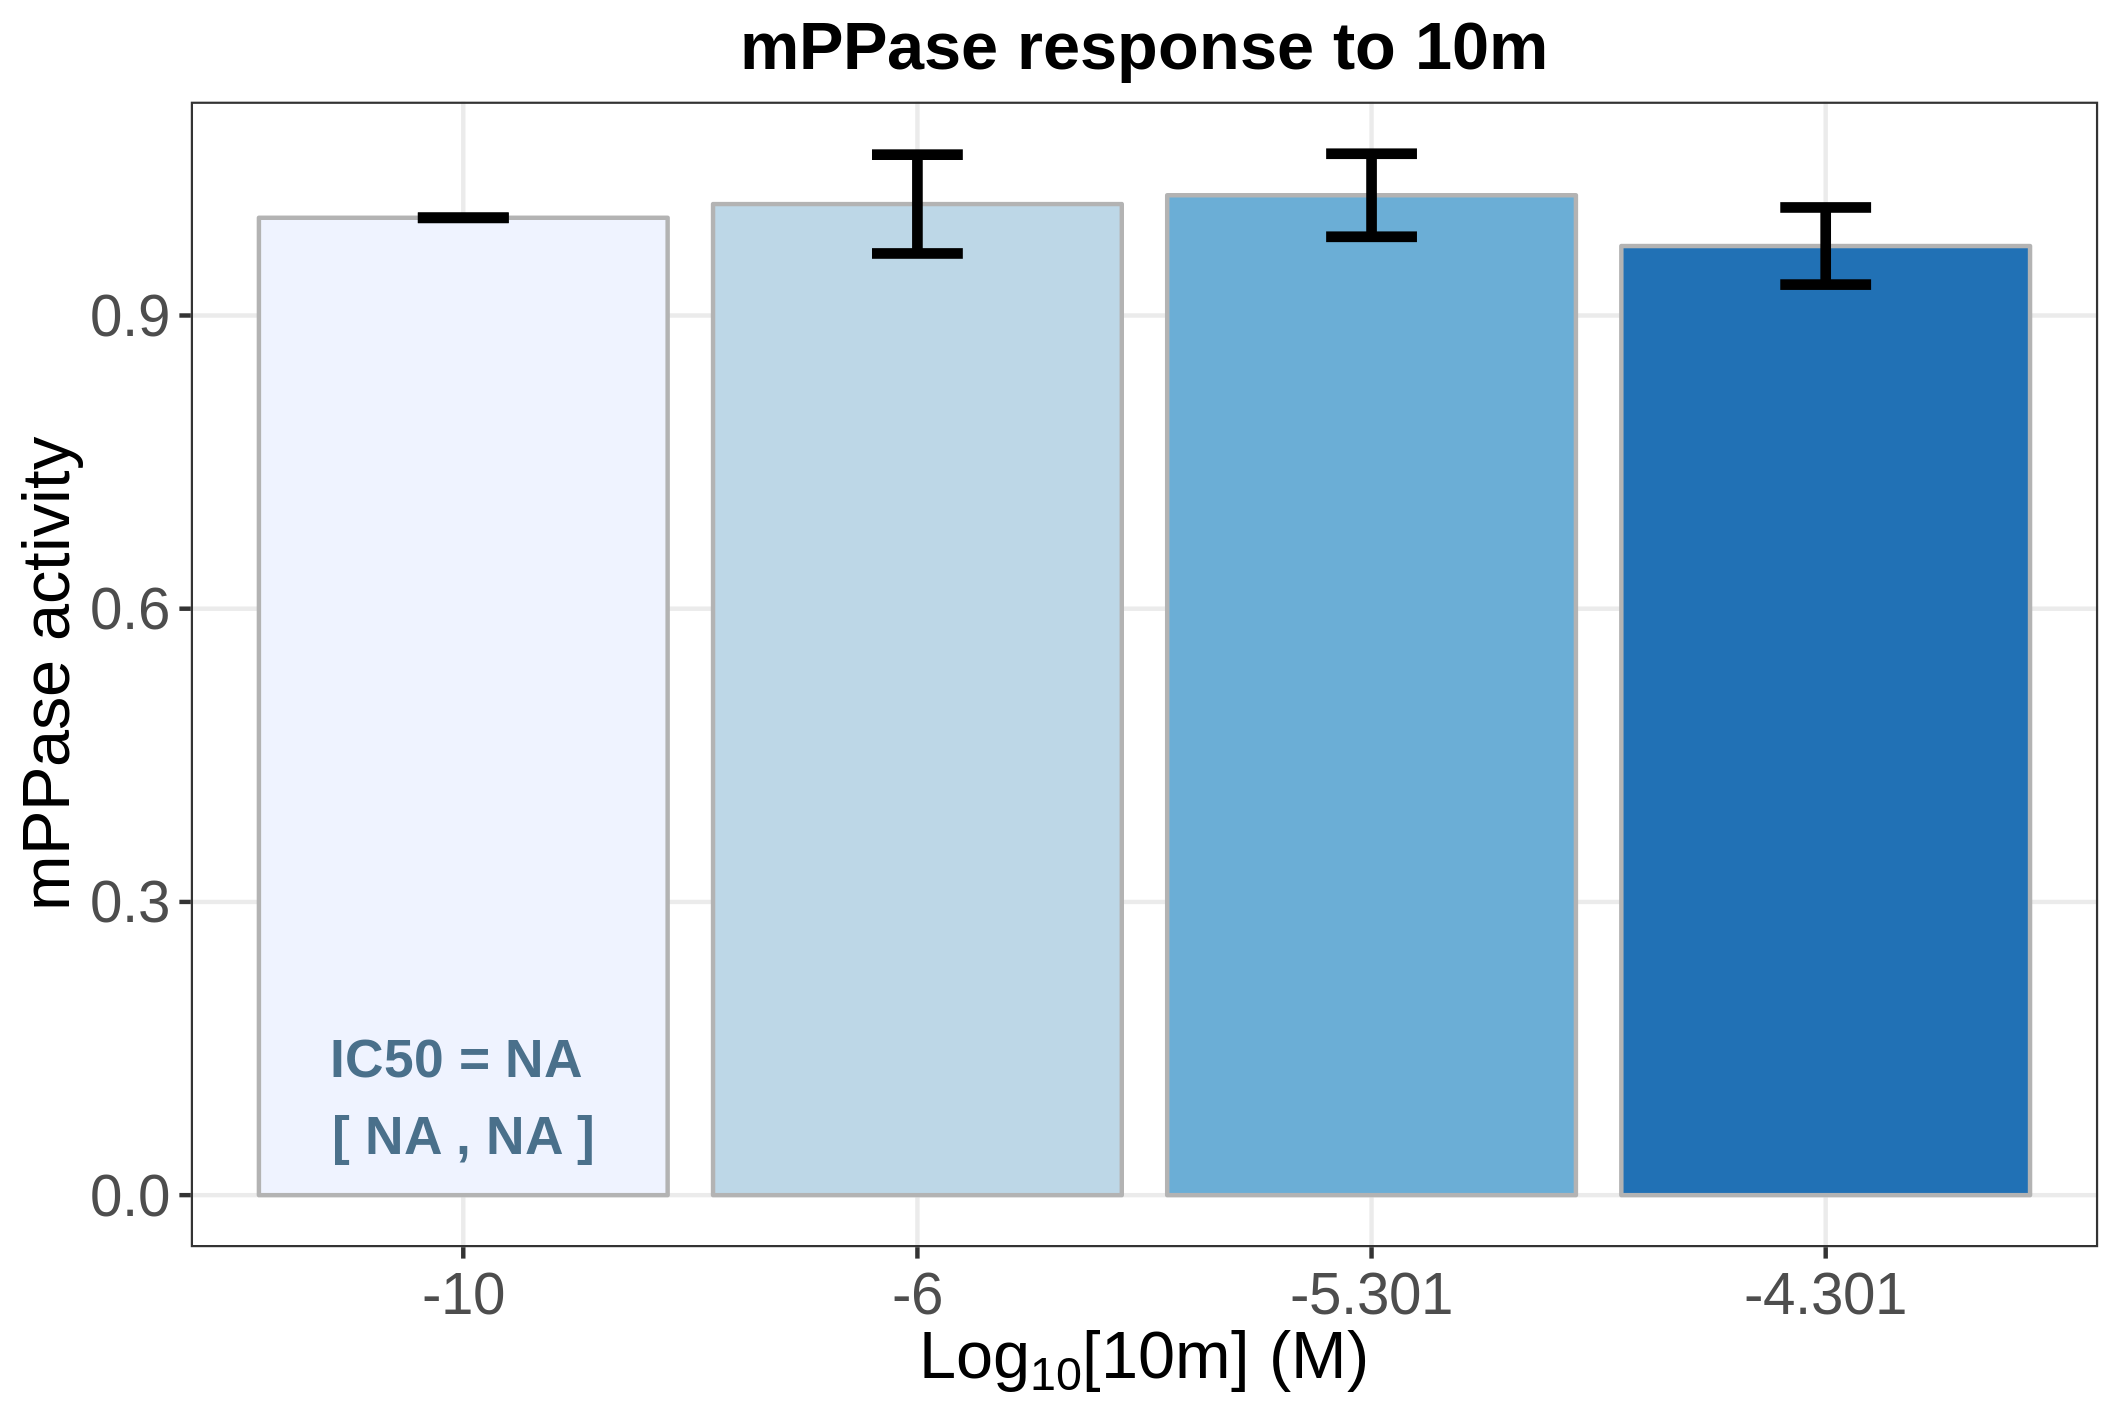 mPPase response to 10m
mPPase activity
0.9
0.6
0.3
0.0
IC50 = NA
[ NA , NA ]
-10
-6
-5.301
-4.301
Log10[10m] (M)